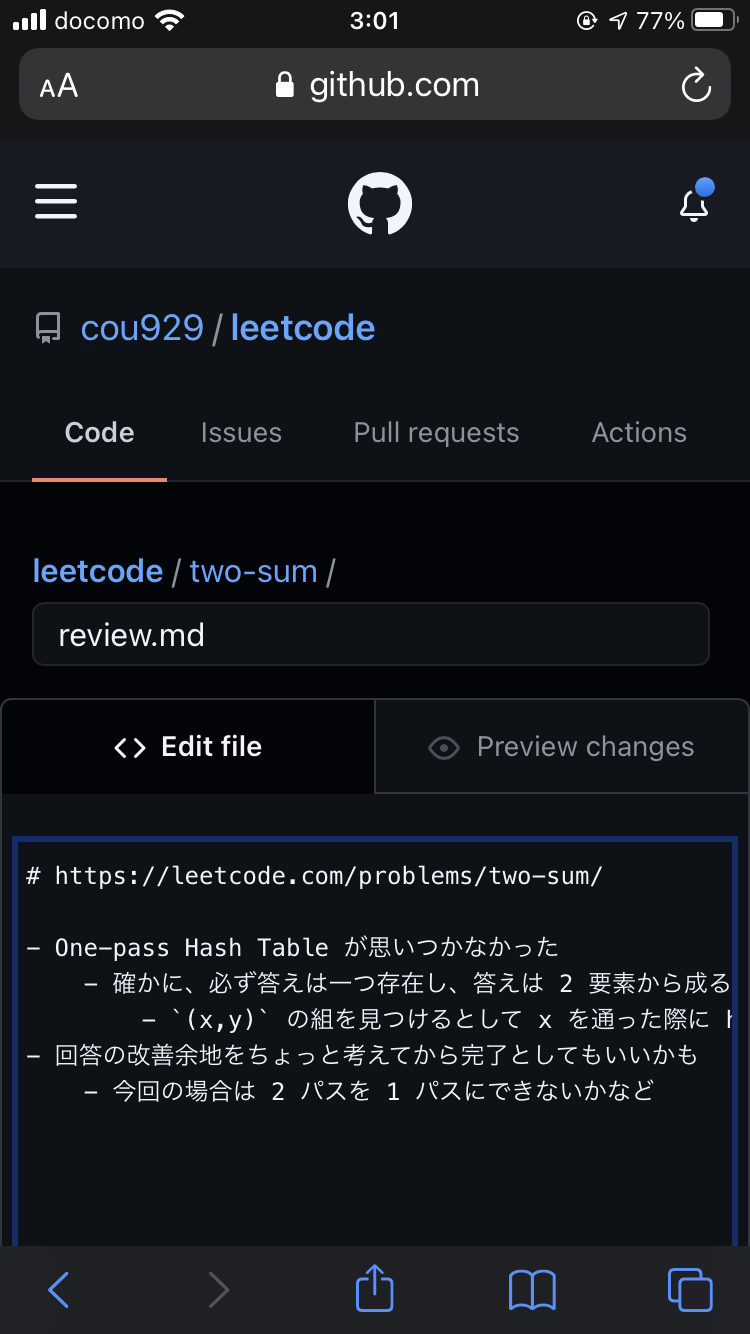 docomo 3:01 77%
AA github.com
cou929 / leetcode
Code Issues Pull requests Actions
leetcode / two-sum /
review.md
<> Edit file Preview changes
# https://leetcode.com/problems/two-sum/
- One-pass Hash Table が思いつかなかった
- 確かに、必ず答えは一つ存在し、答えは 2 要素から成る
- `(x,y)` の組を見つけるとして x を通った際に
- 回答の改善余地をちょっと考えてから完了としてもいいかも
- 今回の場合は 2 パスを 1 パスにできないかなど